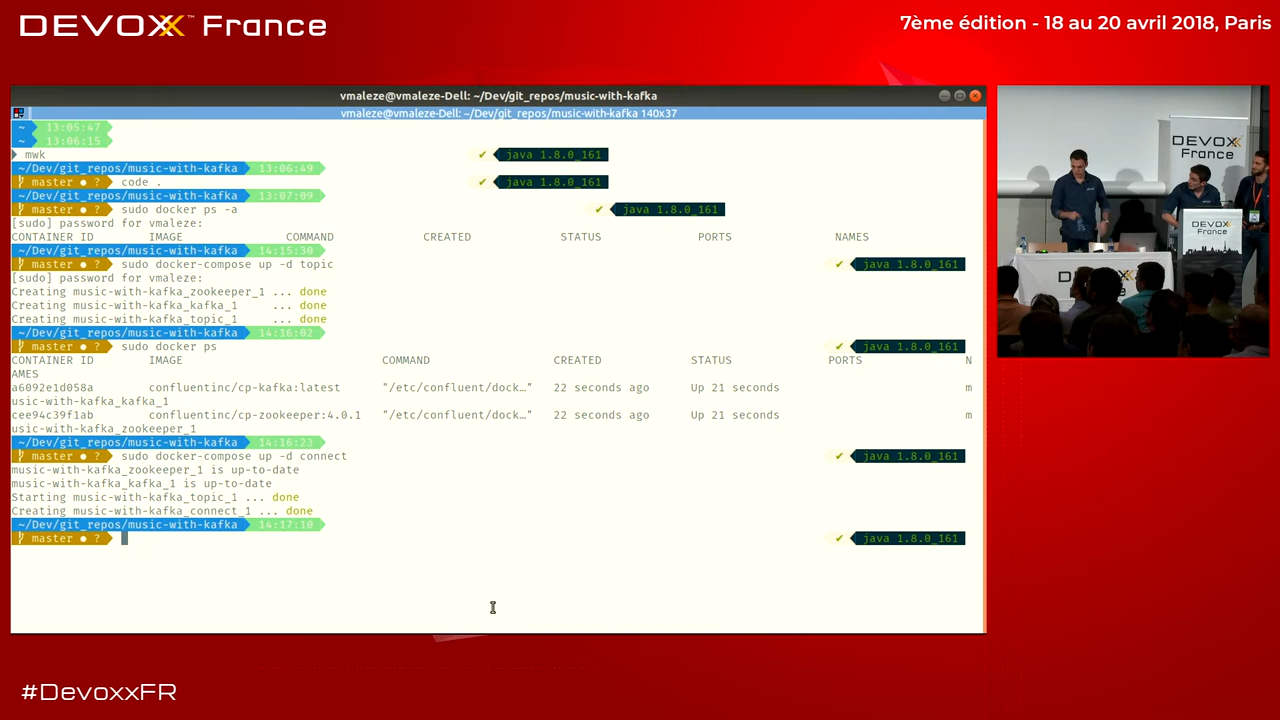 DEVOXX™ France
7ème édition - 18 au 20 avril 2018, Paris
vmaleze@vmaleze-Dell: ~/Dev/git_repos/music-with-kafka
vmaleze@vmaleze-Dell: ~/Dev/git_repos/music-with-kafka 140x37
~ 13:05:47
~ 13:06:15
mwk ✔ java 1.8.0_161
~/Dev/git_repos/music-with-kafka 13:06:49
master ● ? code . ✔ java 1.8.0_161
~/Dev/git_repos/music-with-kafka 13:07:09
master ● ? sudo docker ps -a ✔ java 1.8.0_161
[sudo] password for vmaleze:
CONTAINER ID IMAGE COMMAND CREATED STATUS PORTS NAMES
~/Dev/git_repos/music-with-kafka 14:15:30
master ● ? sudo docker-compose up -d topic ✔ java 1.8.0_161
[sudo] password for vmaleze:
Creating music-with-kafka_zookeeper_1 ... done
Creating music-with-kafka_kafka_1 ... done
Creating music-with-kafka_topic_1 ... done
~/Dev/git_repos/music-with-kafka 14:16:02
master ● ? sudo docker ps ✔ java 1.8.0_161
CONTAINER ID IMAGE COMMAND CREATED STATUS PORTS N
AMES
a6092e1d058a confluentinc/cp-kafka:latest "/etc/confluent/dock…" 22 seconds ago Up 21 seconds m
usic-with-kafka_kafka_1
cee94c39f1ab confluentinc/cp-zookeeper:4.0.1 "/etc/confluent/dock…" 22 seconds ago Up 21 seconds m
usic-with-kafka_zookeeper_1
~/Dev/git_repos/music-with-kafka 14:16:23
master ● ? sudo docker-compose up -d connect ✔ java 1.8.0_161
music-with-kafka_zookeeper_1 is up-to-date
music-with-kafka_kafka_1 is up-to-date
Starting music-with-kafka_topic_1 ... done
Creating music-with-kafka_connect_1 ... done
~/Dev/git_repos/music-with-kafka 14:17:10
master ● ? ✔ java 1.8.0_161
DEVOXX
France
DEVOXX
France
#DevoxxFR